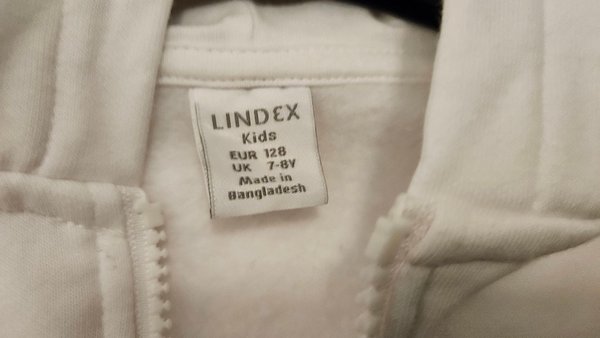 LINDEX
Kids
EUR 128
UK 7-8Y
Made in
Bangladesh